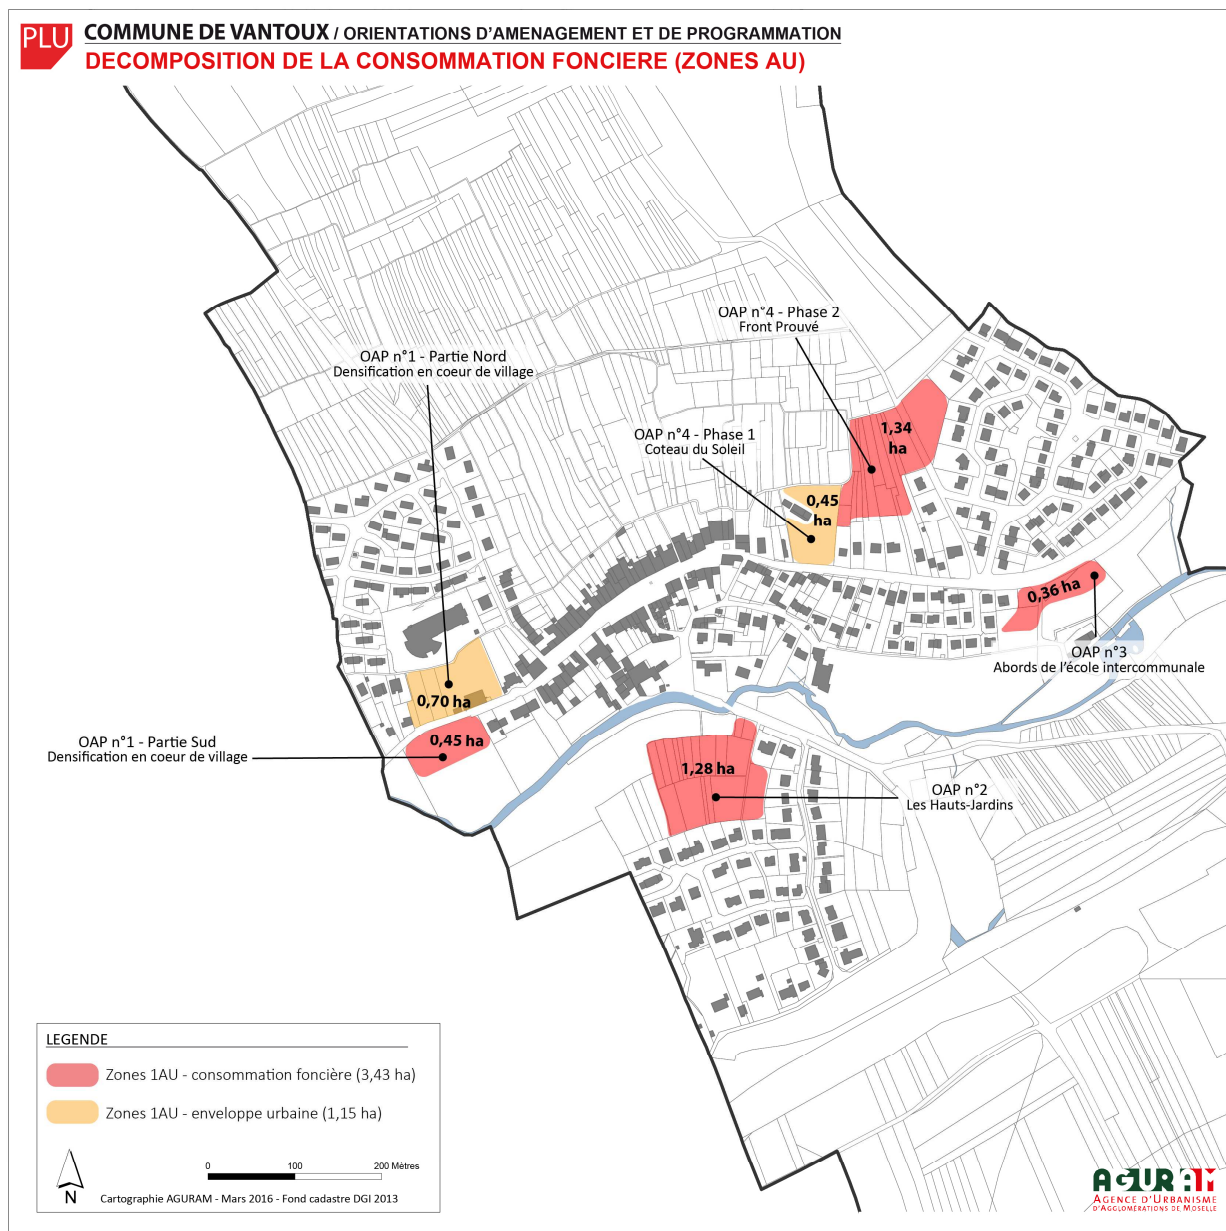 PLU
COMMUNE DE VANTOUX / ORIENTATIONS D'AMENAGEMENT ET DE PROGRAMMATION
DECOMPOSITION DE LA CONSOMMATION FONCIERE (ZONES AU)
OAP n°4 - Phase 2
Front Prouvé
OAP n°1 - Partie Nord
Densification en coeur de village
OAP n°4 - Phase 1
Coteau du Soleil
1,34
ha
0,45
ha
0,36 ha
OAP n°3
Abords de l'école intercommunale
0,70 ha
0,45 ha
OAP n°1 - Partie Sud
Densification en coeur de village
1,28 ha
OAP n°2
Les Hauts-Jardins
LEGENDE
Zones 1AU - consommation foncière (3,43 ha)
Zones 1AU - enveloppe urbaine (1,15 ha)
0 100 200 Mètres
N
Cartographie AGURAM - Mars 2016 - Fond cadastre DGI 2013
AGURAM
AGENCE D'URBANISME
D'AGGLOMÉRATIONS DE MOSELLE